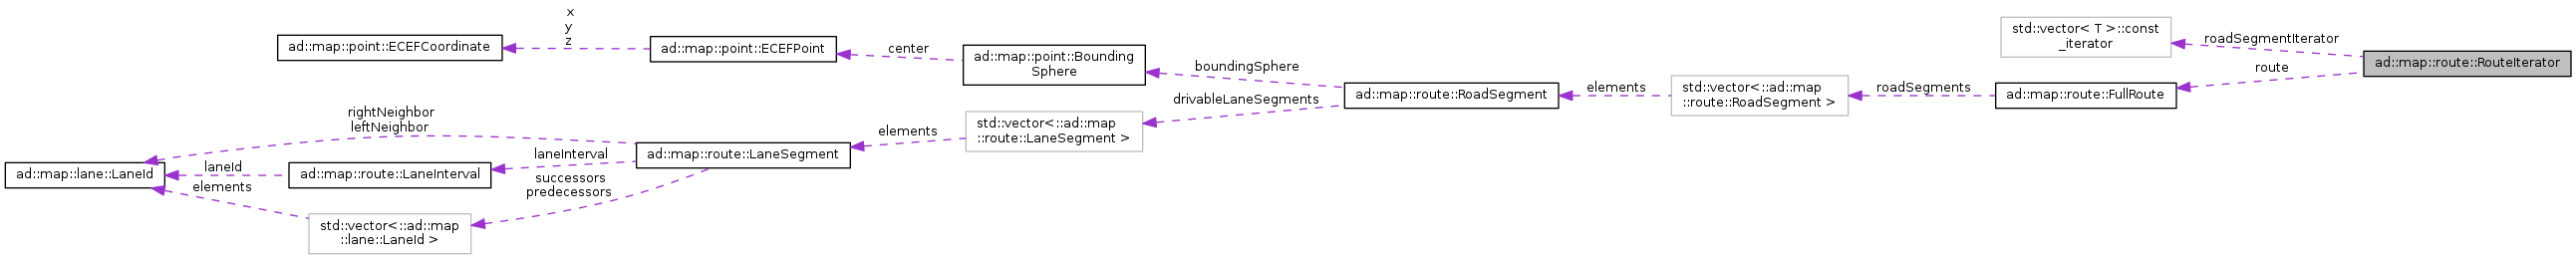 x
y
z
ad::map::point::ECEFCoordinate
ad::map::point::ECEFPoint
center
ad::map::point::Bounding
Sphere
boundingSphere
drivableLaneSegments
ad::map::route::RoadSegment
elements
std::vector<::ad::map
::route::RoadSegment >
roadSegments
ad::map::route::FullRoute
std::vector< T >::const
_iterator
roadSegmentIterator
route
ad::map::route::RouteIterator
rightNeighbor
leftNeighbor
ad::map::lane::LaneId
laneId
elements
ad::map::route::LaneInterval
laneInterval
successors
predecessors
ad::map::route::LaneSegment
elements
std::vector<::ad::map
::route::LaneSegment >
std::vector<::ad::map
::lane::LaneId >